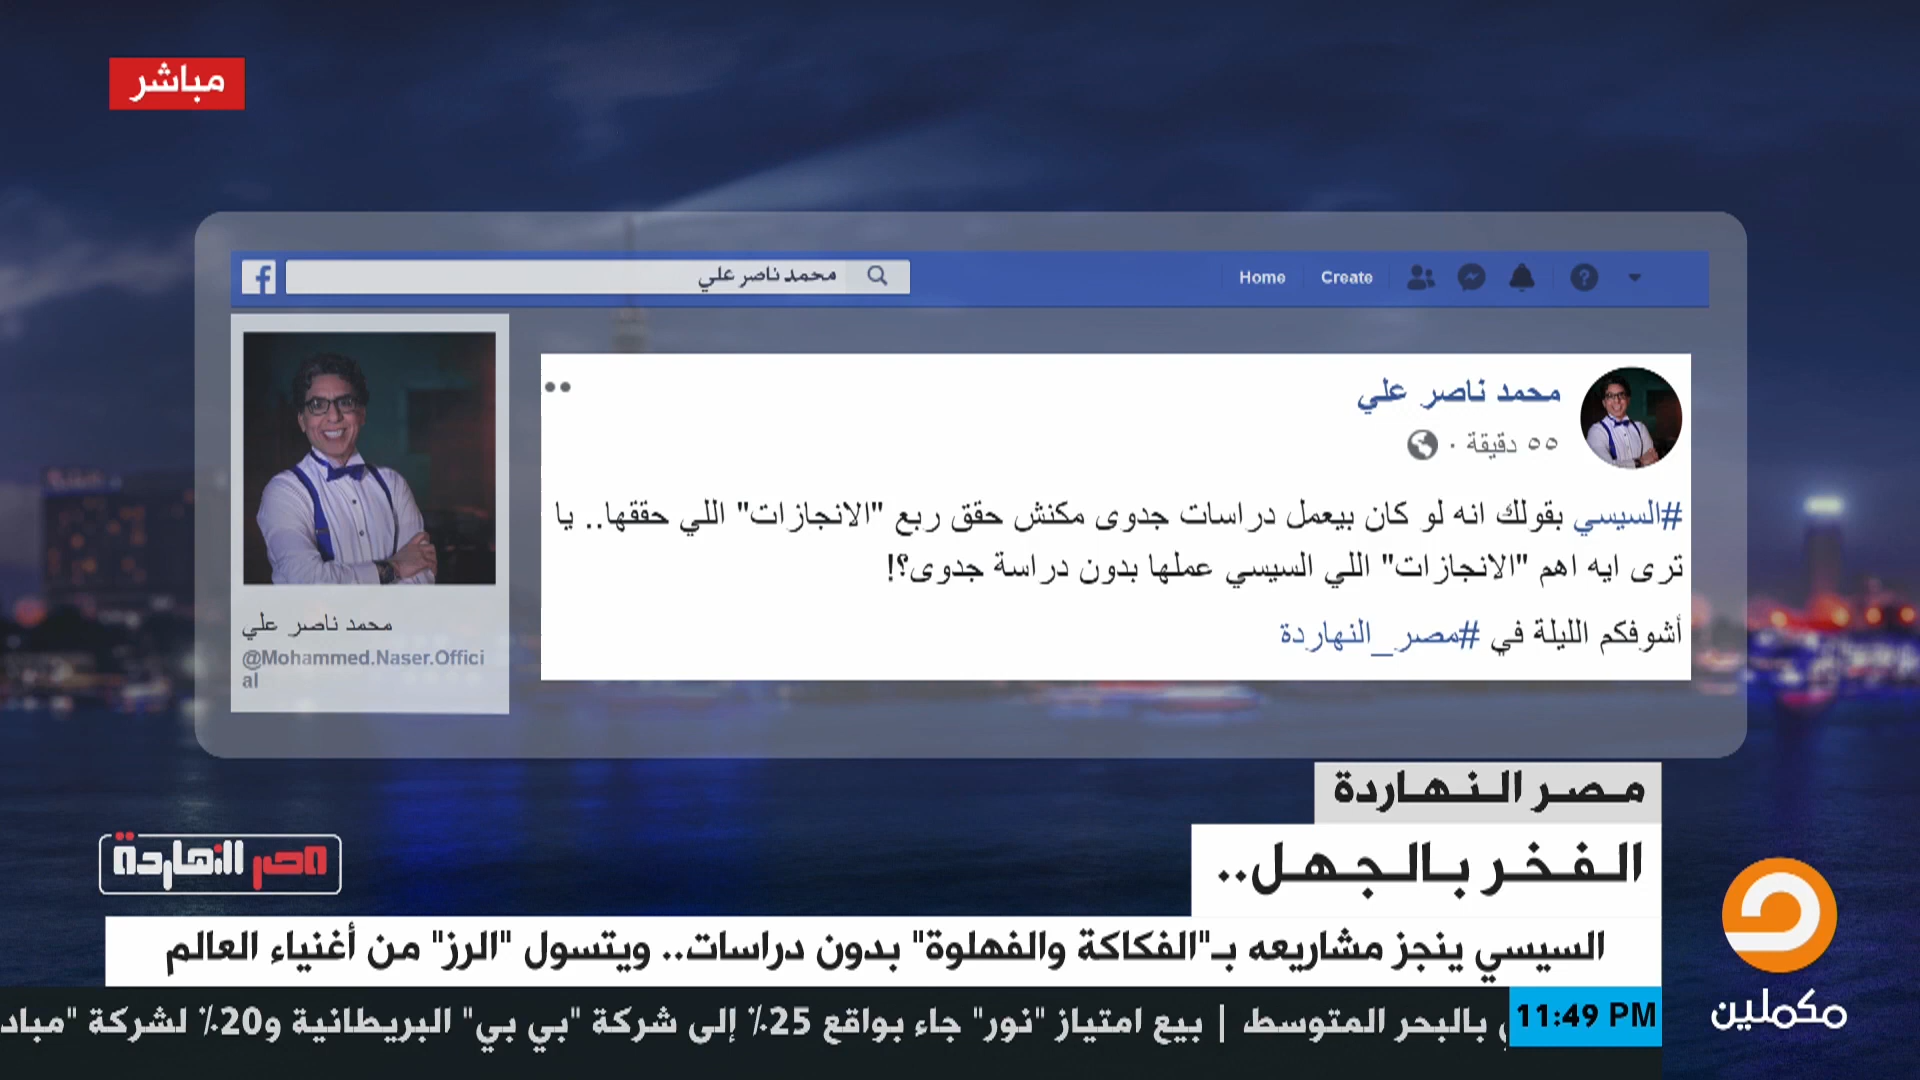 مباشر
محمد ناصر علي
Home
Create
محمد ناصر علي
٥٥ دقيقة ·
#السيسي بقولك انه لو كان بيعمل دراسات جدوى مكنش حقق ربع "الانجازات" اللي حققها.. يا
ترى ايه اهم "الانجازات" اللي السيسي عملها بدون دراسة جدوى؟!
أشوفكم الليلة في #مصر_النهاردة
محمد ناصر علي
@Mohammed.Naser.Offici
al
مصر النهاردة
الفخر بالجهل..
مصر النهاردة
السيسي ينجز مشاريعه بـ"الفكاكة والفهلوة" بدون دراسات.. ويتسول "الرز" من أغنياء العالم
11:49 PM
بالبحر المتوسط | بيع امتياز "نور" جاء بواقع 25٪ إلى شركة "بي بي" البريطانية و20٪ لشركة
مكملين